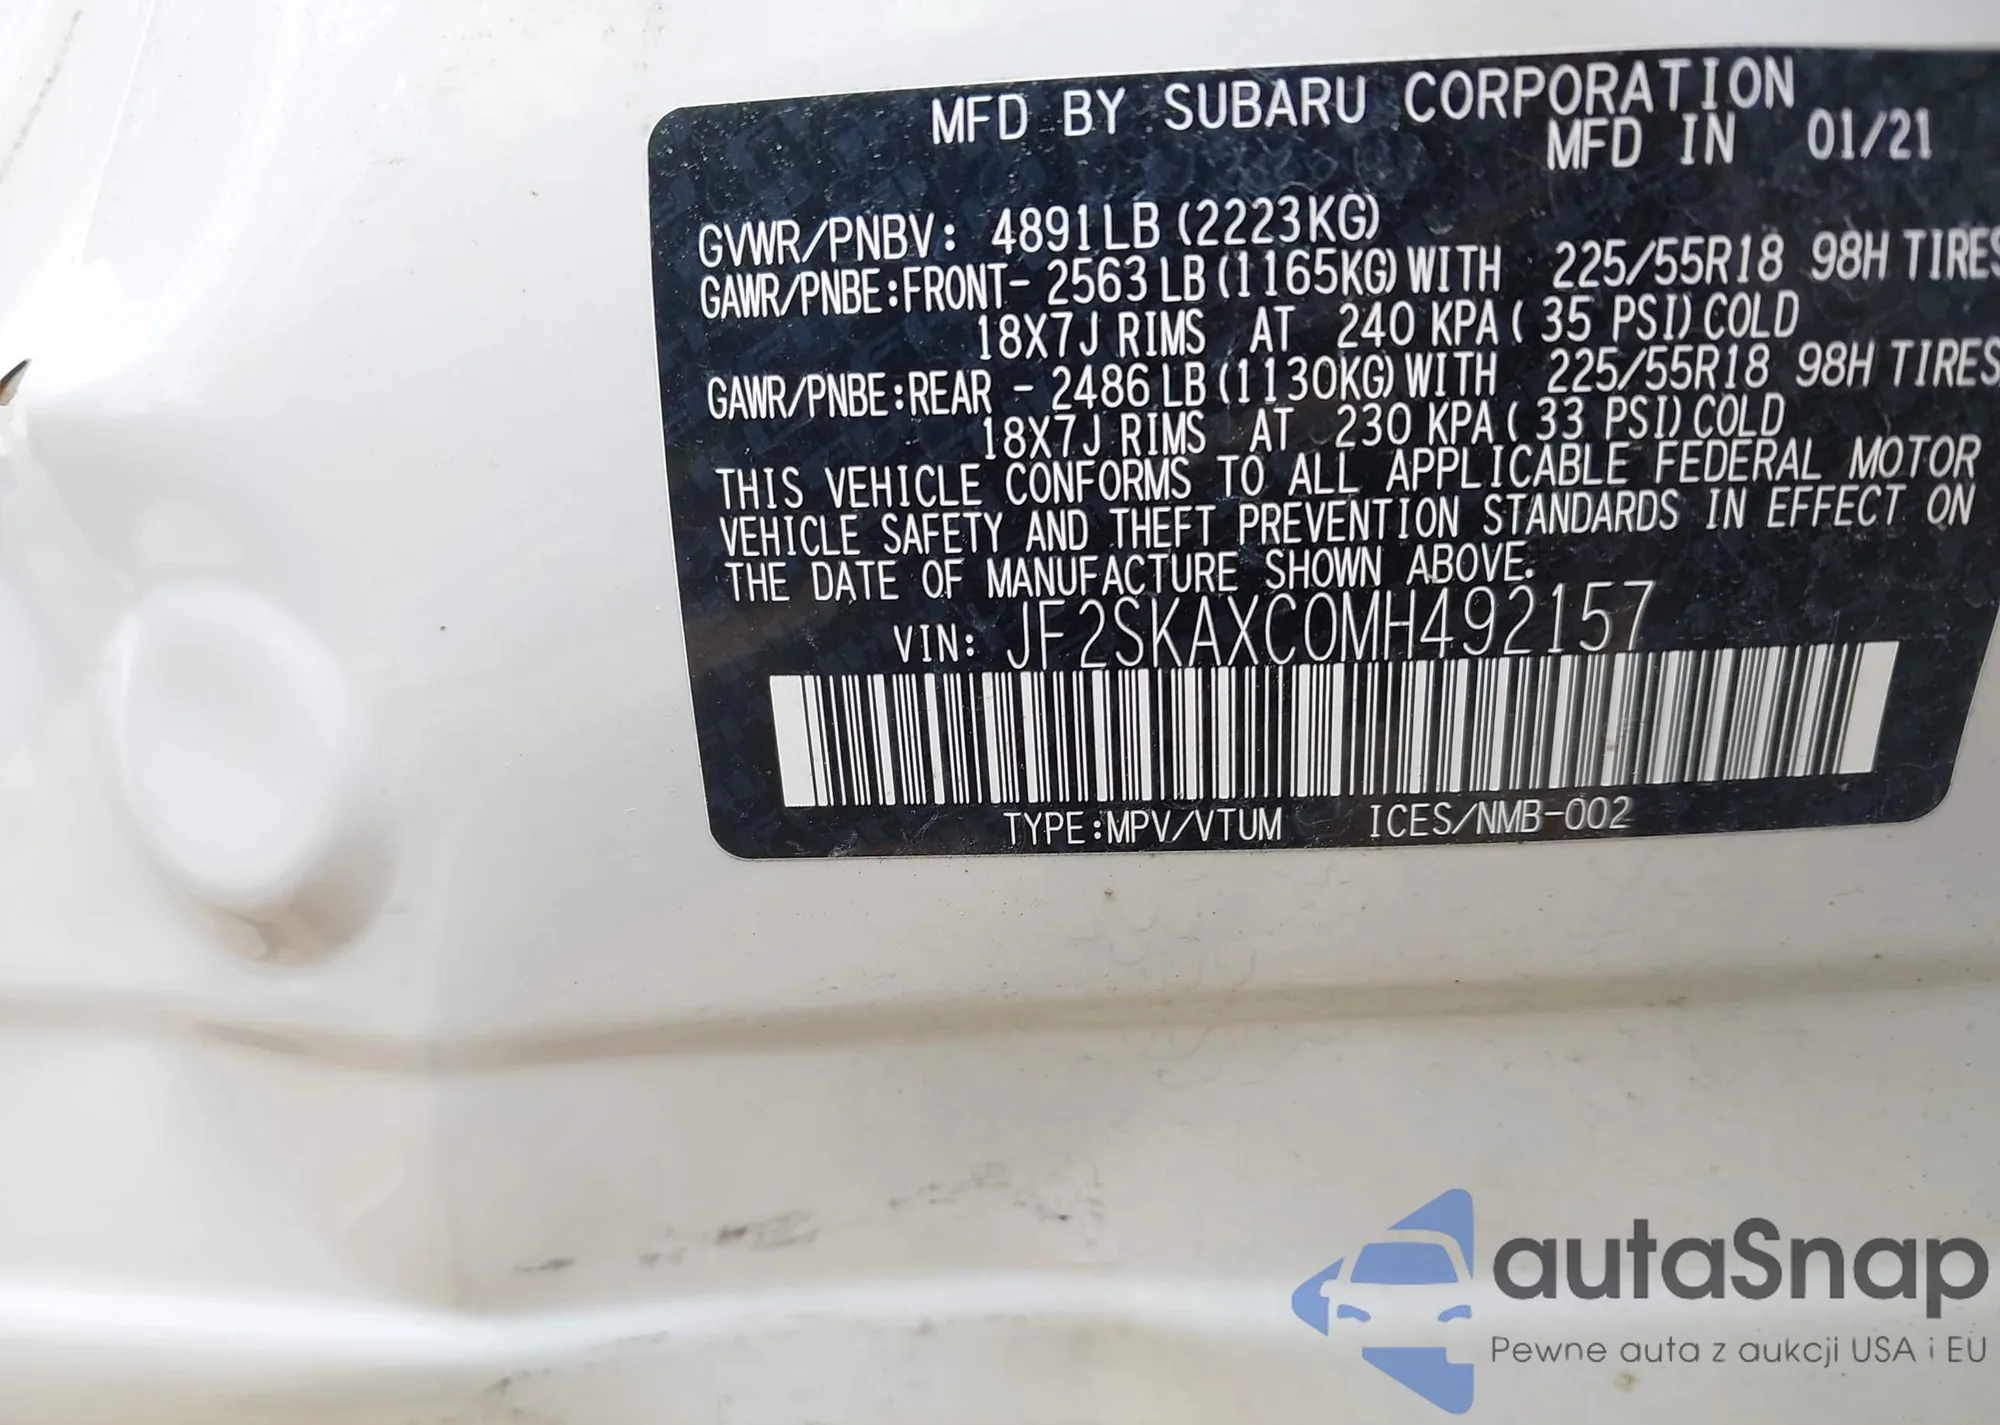 MFD BY SUBARU CORPORATION
MFD IN 01/21
GVWR/PNBV: 4891LB (2223KG)
GAWR/PNBE:FRONT- 2563 LB (1165KG) WITH 225/55R18 98H TIRES
18X7J RIMS AT 240 KPA ( 35 PSI) COLD
GAWR/PNBE:REAR - 2486 LB (1130KG) WITH 225/55R18 98H TIRES
18X7J RIMS AT 230 KPA ( 33 PSI) COLD
THIS VEHICLE CONFORMS TO ALL APPLICABLE FEDERAL MOTOR
VEHICLE SAFETY AND THEFT PREVENTION STANDARDS IN EFFECT ON
THE DATE OF MANUFACTURE SHOWN ABOVE.
VIN: JF2SKAXC0MH492157
TYPE:MPV/VTUM ICES/NMB-002
autaSnap
Pewne auta z aukcji USA i EU